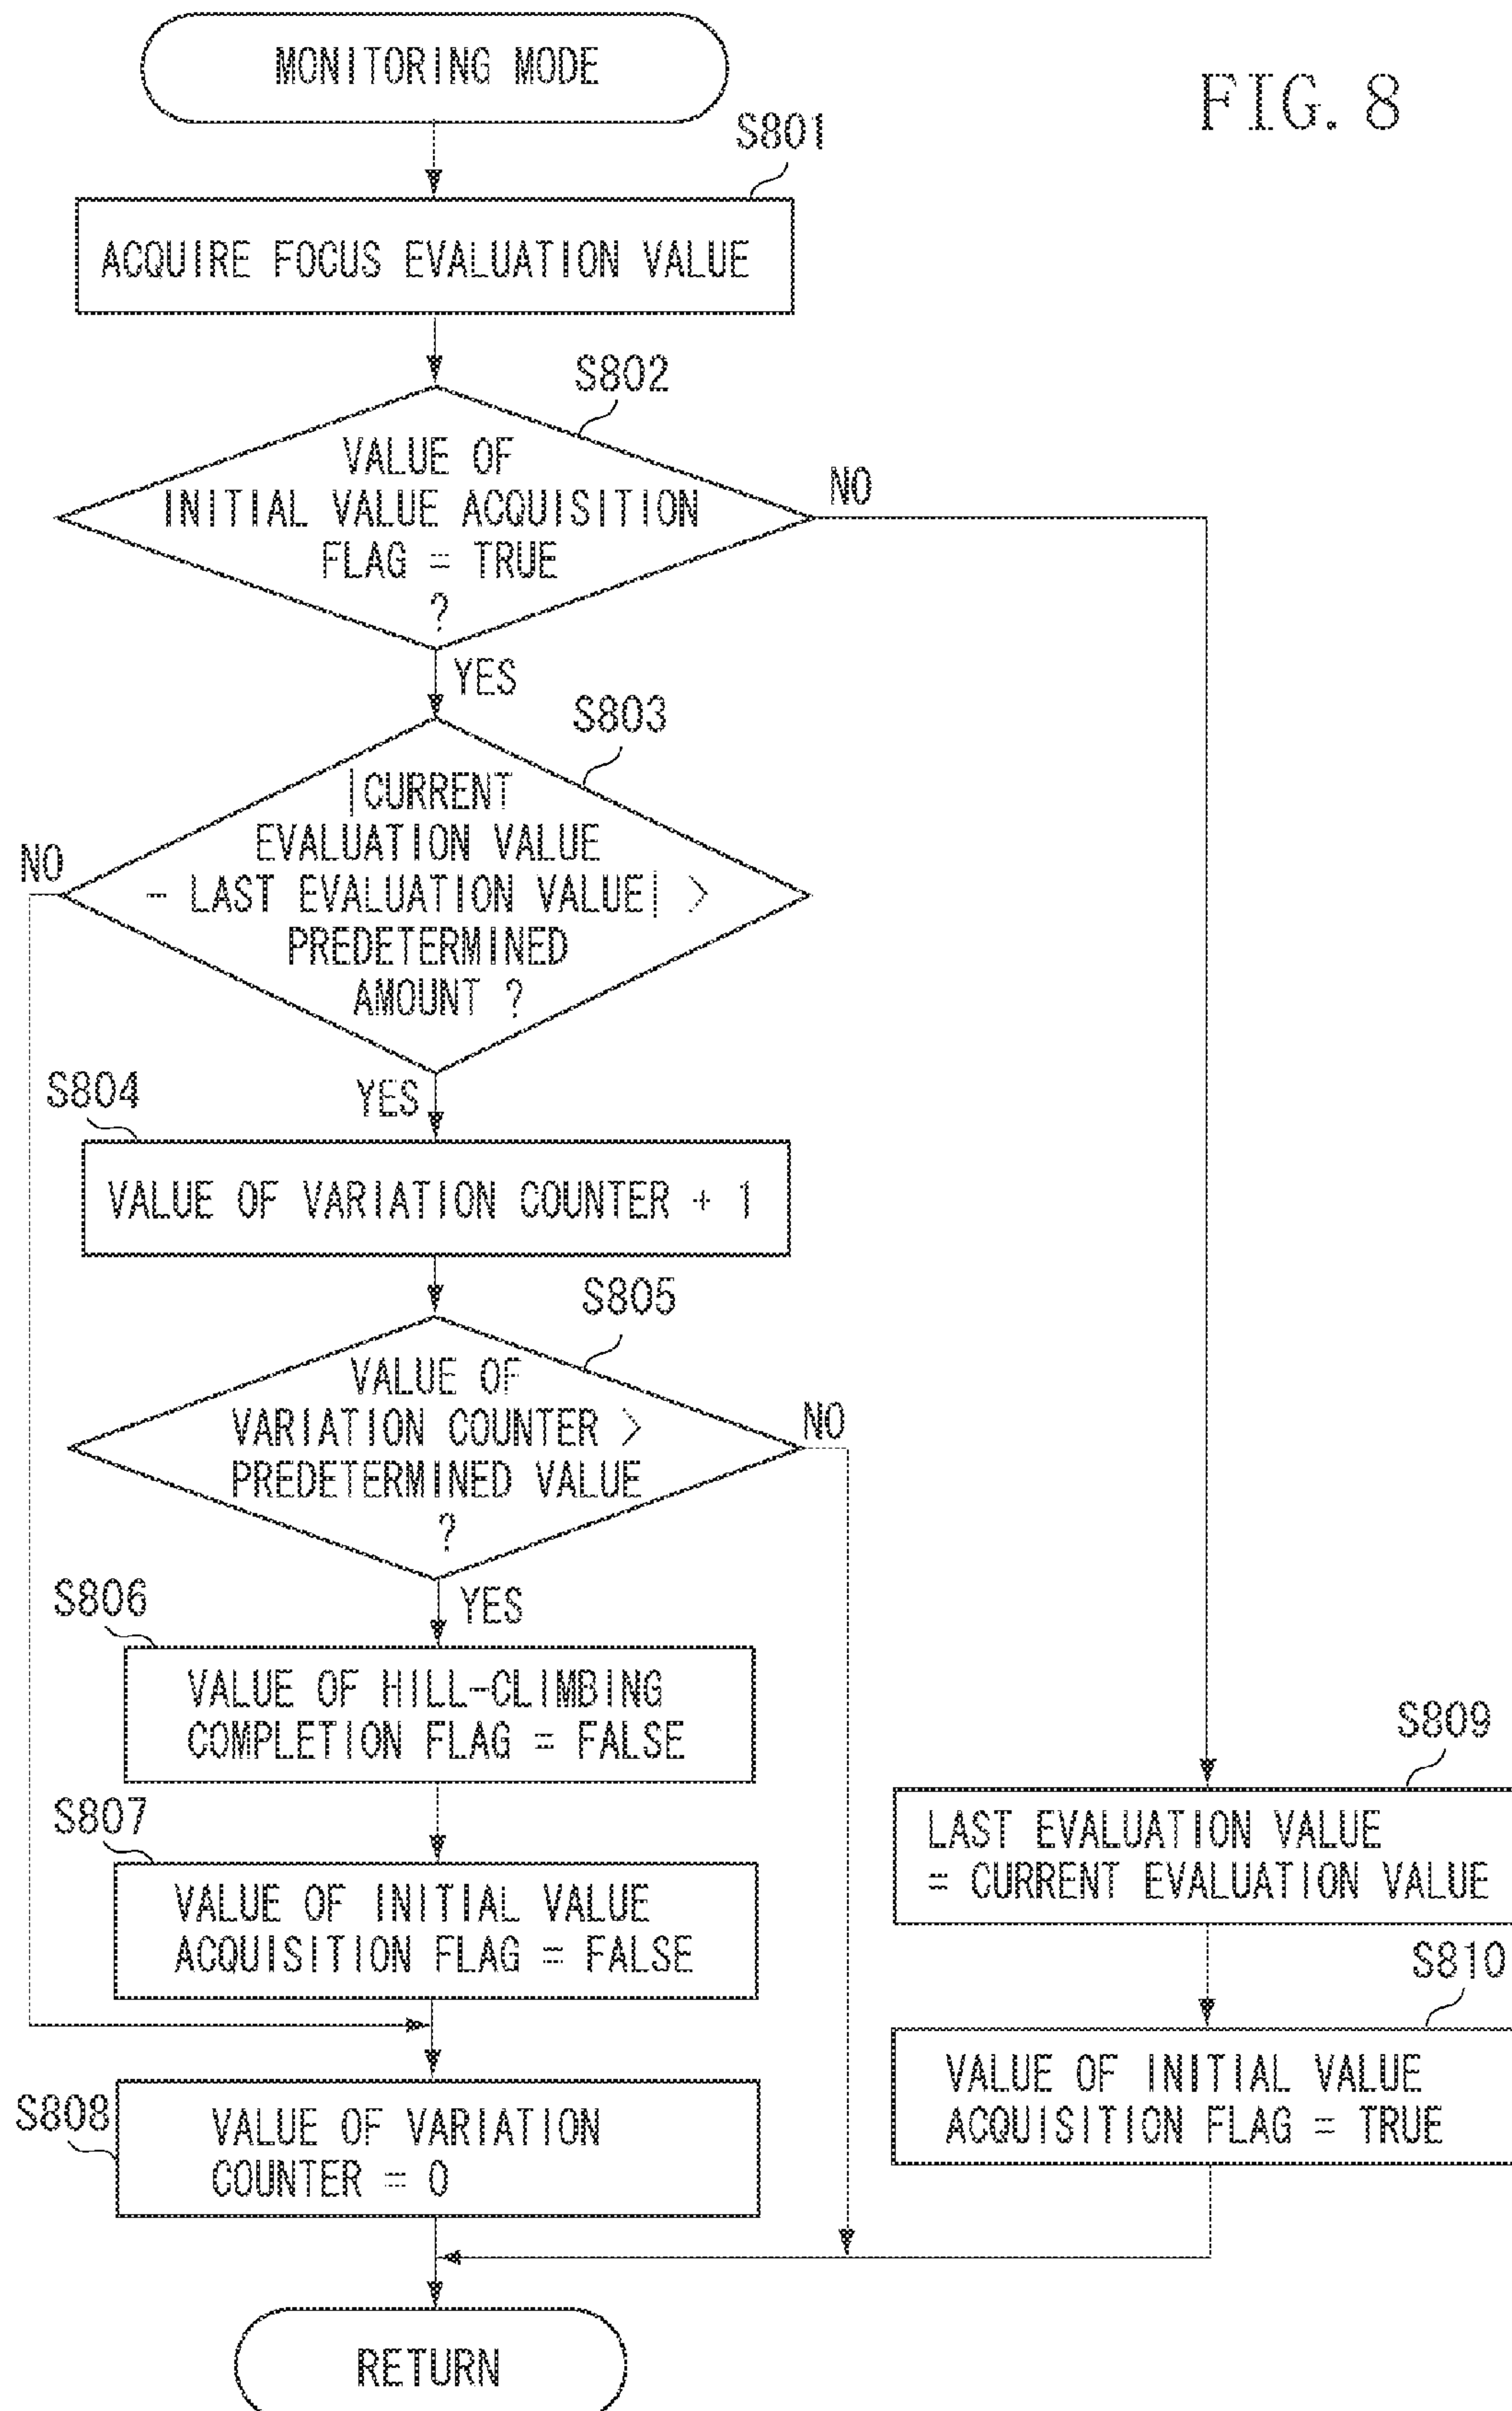 MONITORING MODE
FIG. 8
S801
ACQUIRE FOCUS EVALUATION VALUE
S802
VALUE OF
INITIAL VALUE ACQUISITION
FLAG = TRUE
?
NO
YES
S803
|CURRENT
EVALUATION VALUE
- LAST EVALUATION VALUE| >
PREDETERMINED
AMOUNT ?
NO
YES
S804
VALUE OF VARIATION COUNTER + 1
S805
VALUE OF
VARIATION COUNTER >
PREDETERMINED VALUE
?
NO
YES
S806
VALUE OF HILL-CLIMBING
COMPLETION FLAG = FALSE
S807
VALUE OF INITIAL VALUE
ACQUISITION FLAG = FALSE
S808
VALUE OF VARIATION
COUNTER = 0
S809
LAST EVALUATION VALUE
= CURRENT EVALUATION VALUE
S810
VALUE OF INITIAL VALUE
ACQUISITION FLAG = TRUE
RETURN